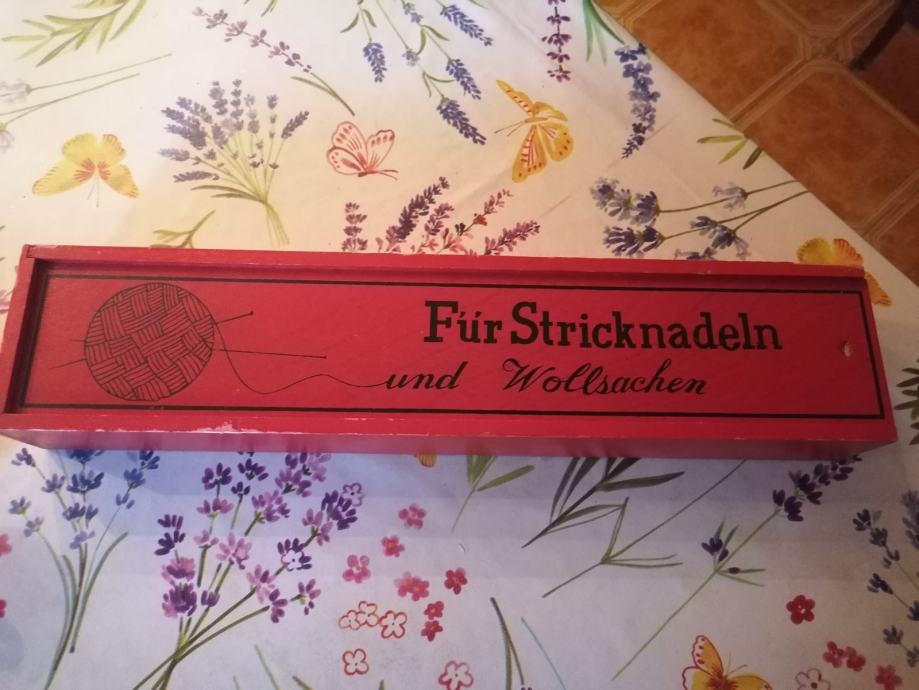 Für Stricknadeln
und Wollsachen